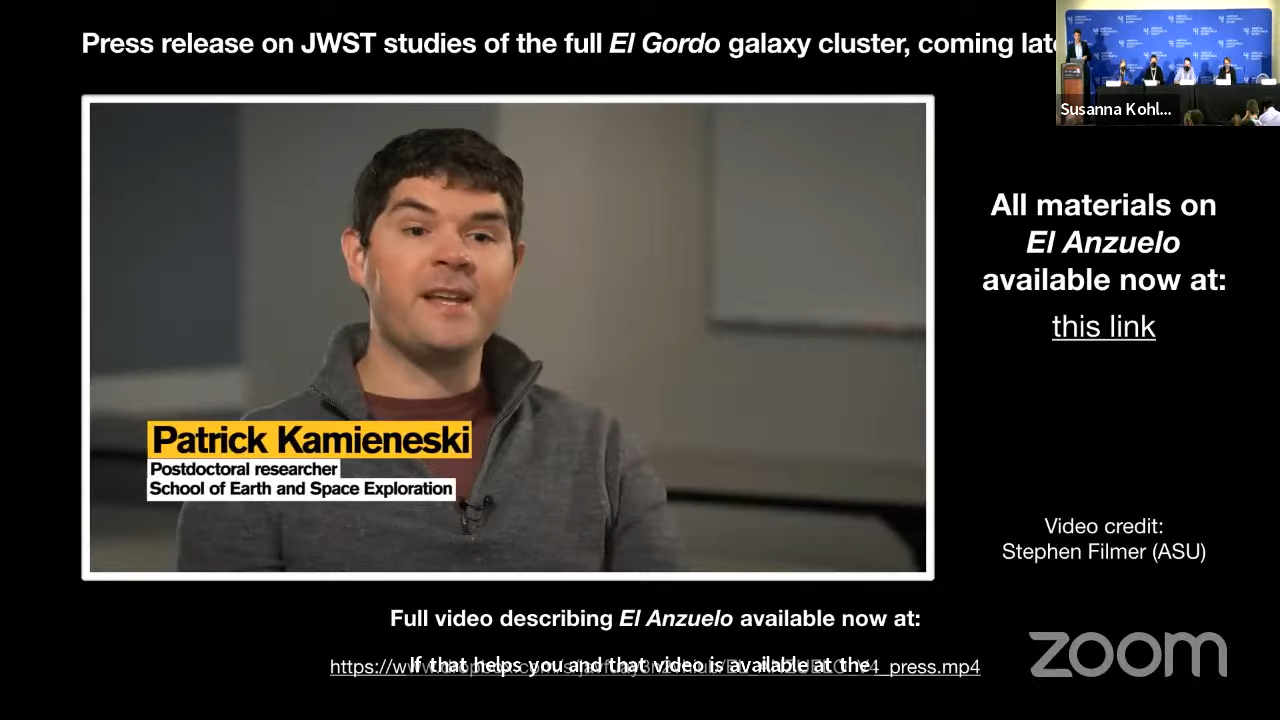 Press release on JWST studies of the full El Gordo galaxy cluster, coming late
Susanna Kohl...
All materials on
El Anzuelo
available now at:
this link
Patrick Kamieneski
Postdoctoral researcher
School of Earth and Space Exploration
Video credit:
Stephen Filmer (ASU)
Full video describing El Anzuelo available now at:
If that helps you and that video is available at the
_press.mp4
zoom